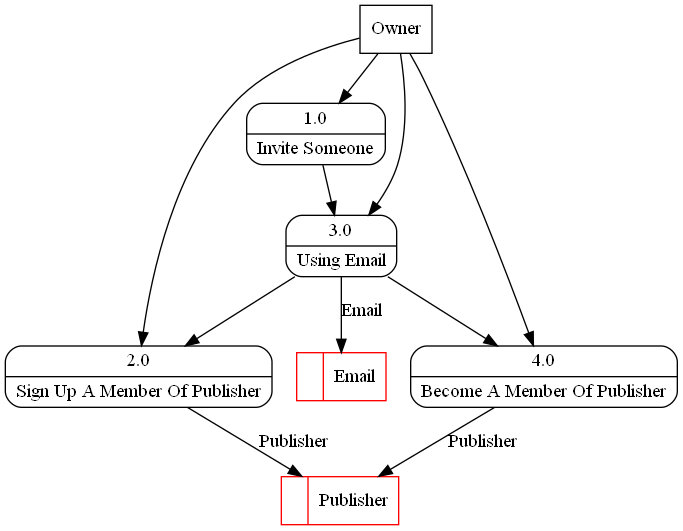 Owner
1.0
Invite Someone
3.0
Using Email
Email
2.0
Sign Up A Member Of Publisher
Email
4.0
Become A Member Of Publisher
Publisher
Publisher
Publisher